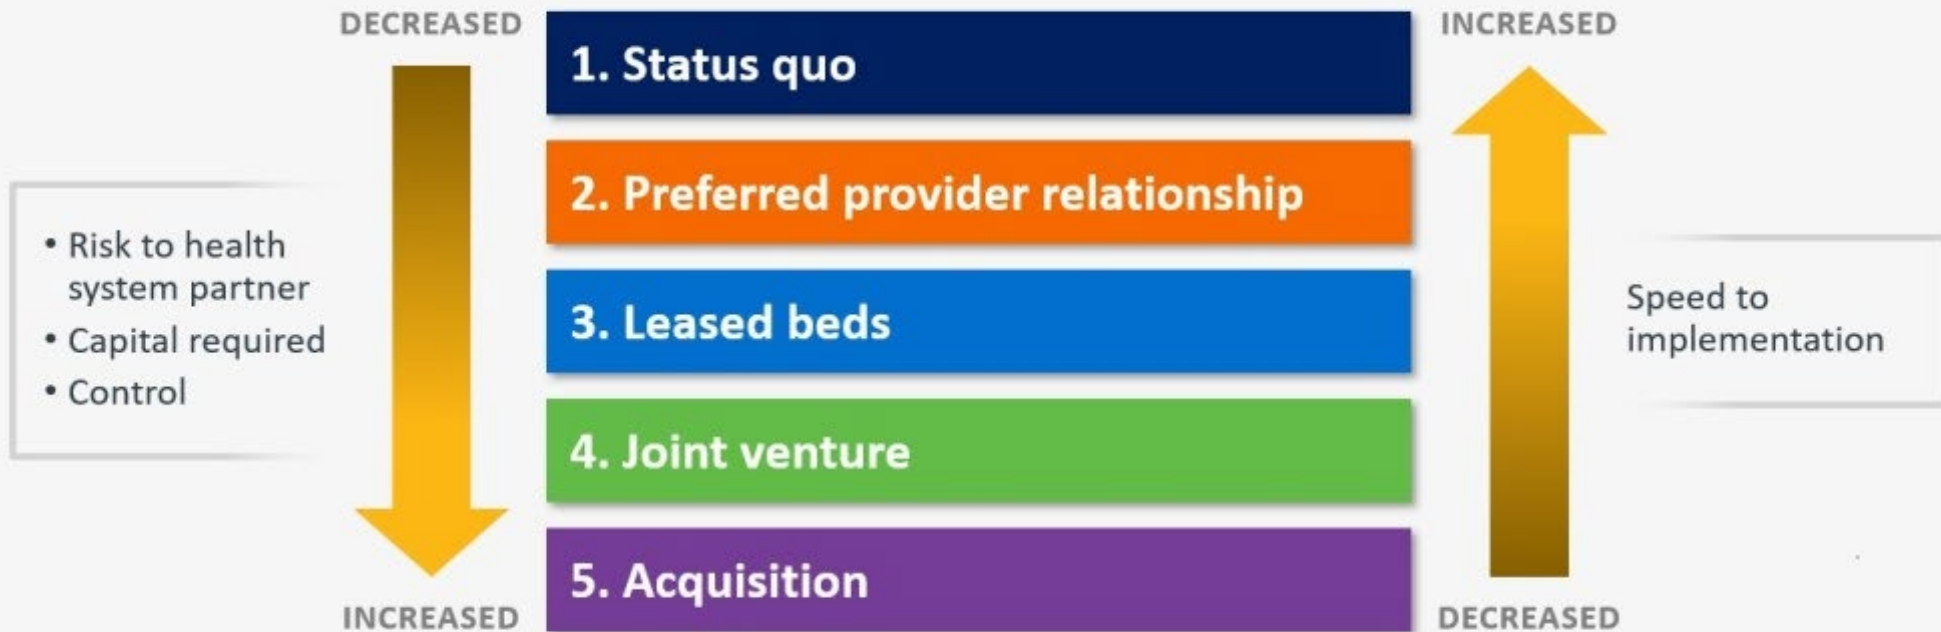 DECREASED
INCREASED
1. Status quo
2. Preferred provider relationship
3. Leased beds
4. Joint venture
5. Acquisition
• Risk to health
system partner
• Capital required
• Control
Speed to
implementation
INCREASED
DECREASED